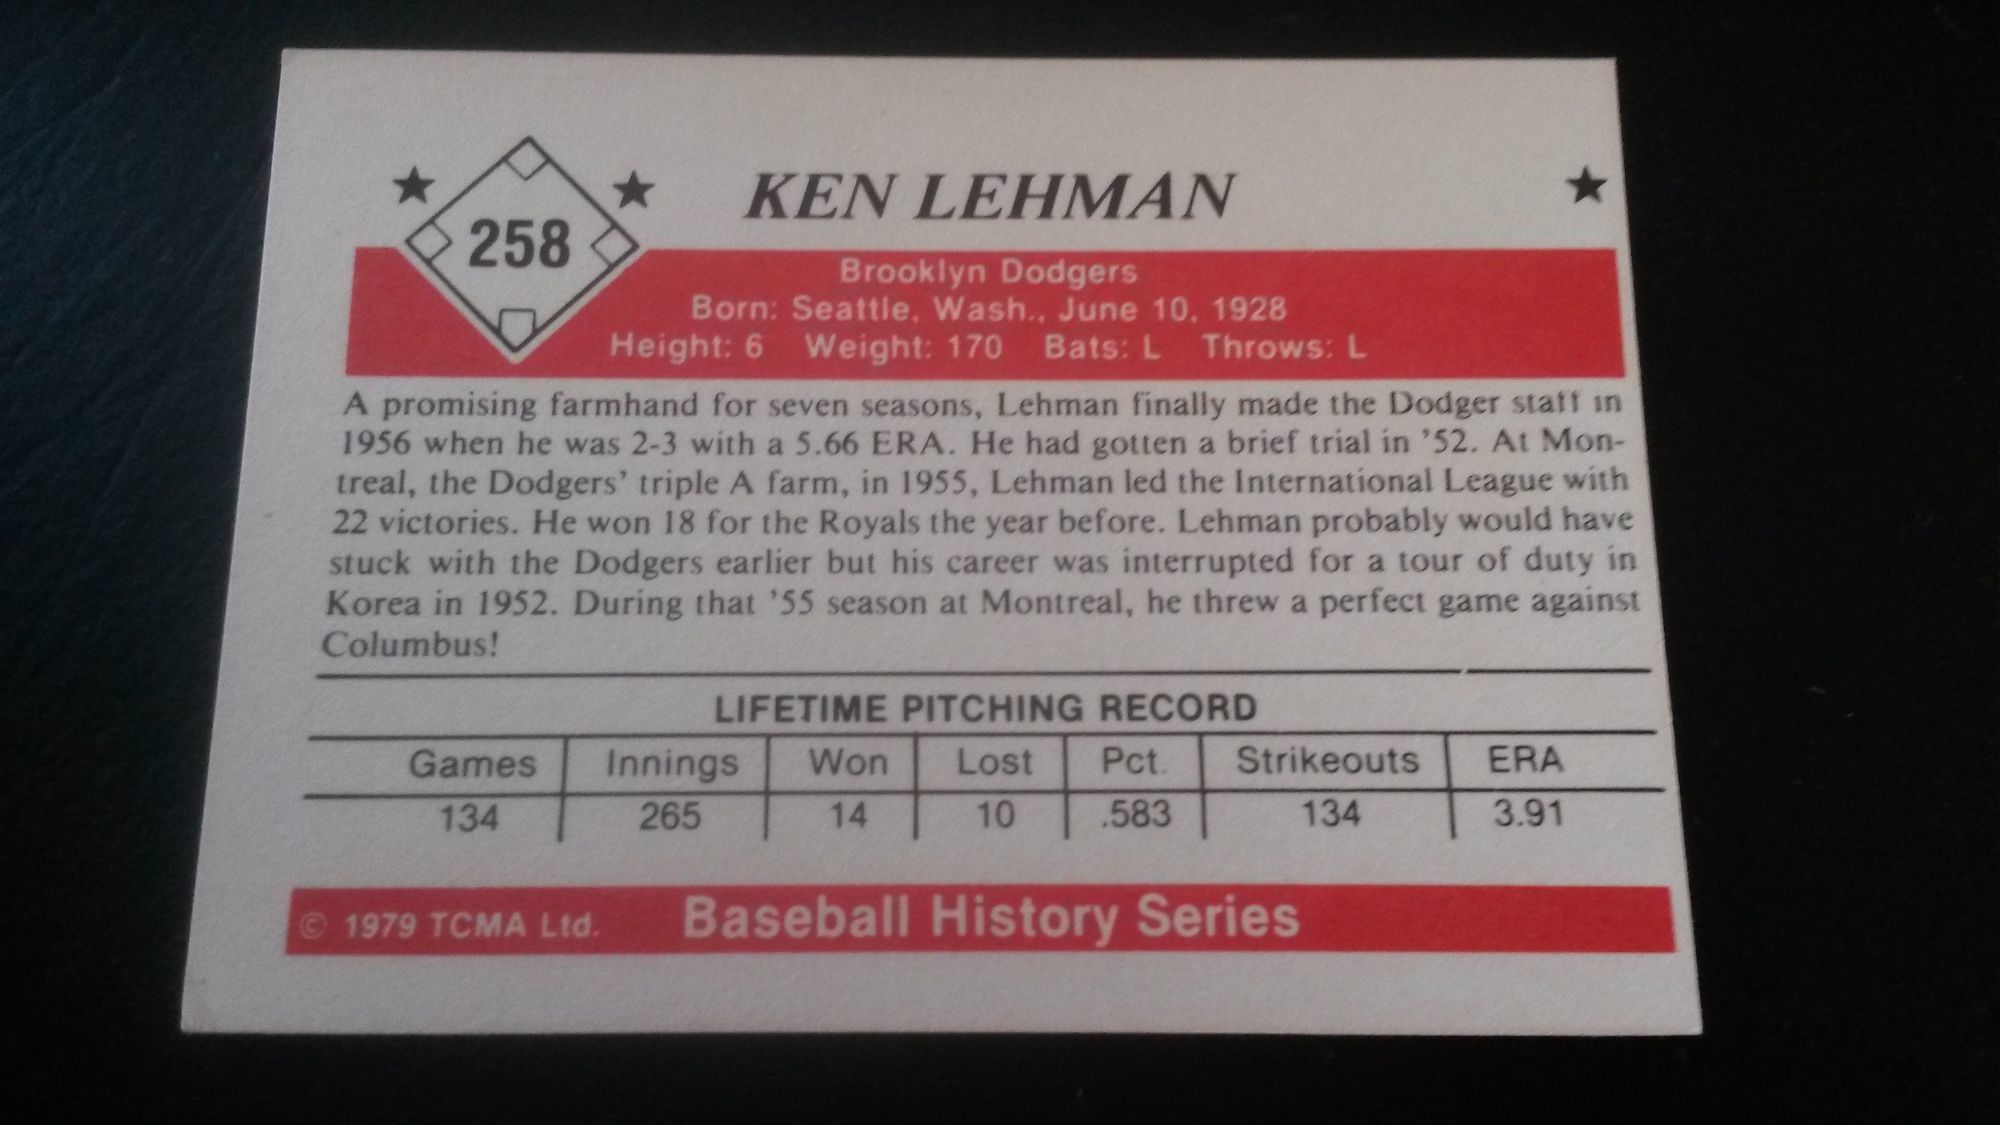 258
KEN LEHMAN
Brooklyn Dodgers
Born: Seattle, Wash., June 10, 1928
Height: 6 Weight: 170 Bats: L Throws: L
A promising farmhand for seven seasons, Lehman finally made the Dodger staff in
1956 when he was 2-3 with a 5.66 ERA. He had gotten a brief trial in '52. At Mon-
treal, the Dodgers' triple A farm, in 1955, Lehman led the International League with
22 victories. He won 18 for the Royals the year before. Lehman probably would have
stuck with the Dodgers earlier but his career was interrupted for a tour of duty in
Korea in 1952. During that '55 season at Montreal, he threw a perfect game against
Columbus!
LIFETIME PITCHING RECORD
Games Innings Won Lost Pct. Strikeouts ERA
134 265 14 10 .583 134 3.91
© 1979 TCMA Ltd. Baseball History Series